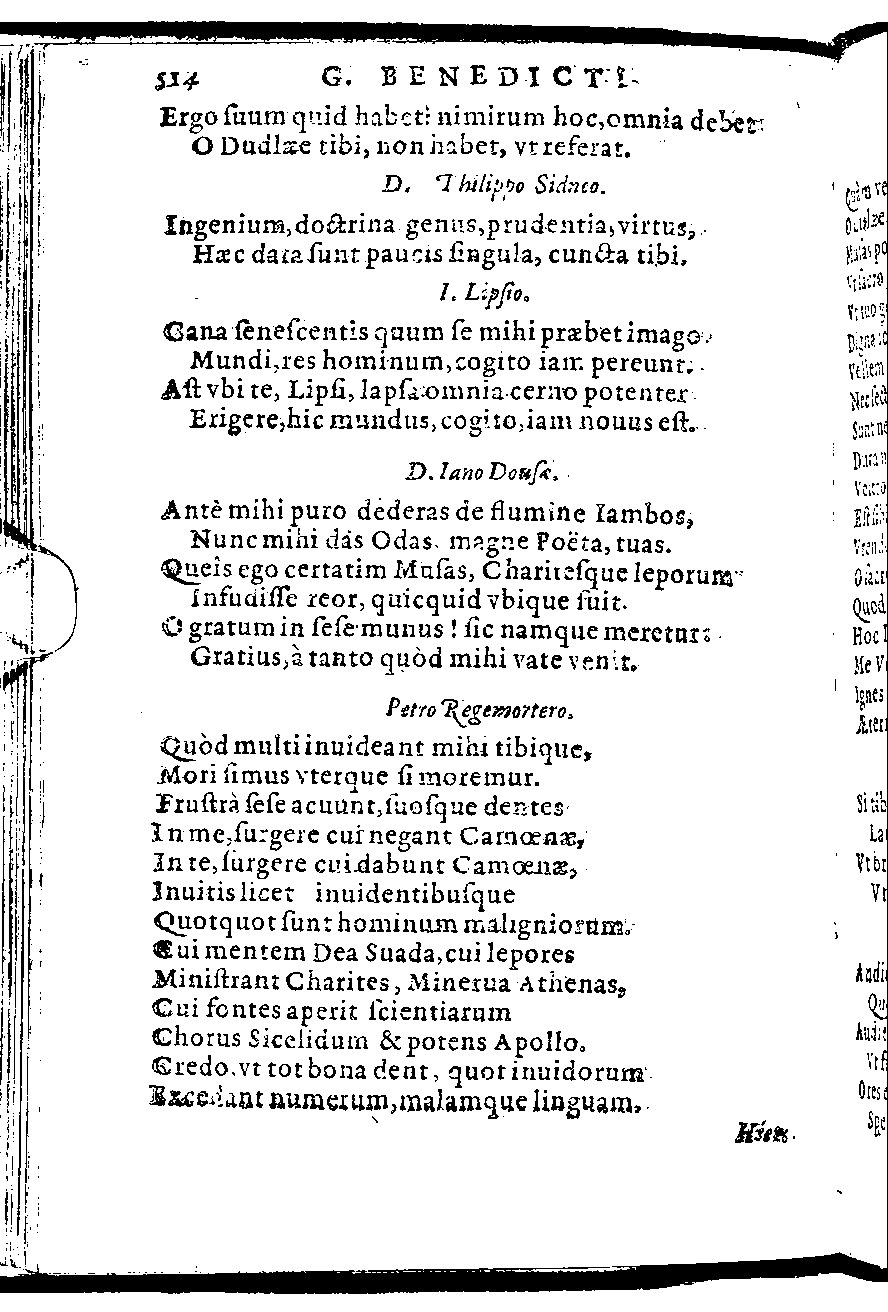 514 G. BENEDICTI.
Ergo ſuum quid habet? nimirum hoc, omnia debet:
O Dudlæe tibi, non habet, vt referat.
D. Philippo Sidnæo.
Ingenium, doctrina genus, prudentia, virtus,
Hæc data ſunt paucis ſingula, cuncta tibi.
I. Lipſio.
Cana ſeneſcentis quum ſe mihi præbet imago
Mundi, res hominum, cogito iam pereunt.
Aſt vbi te, Lipſi, lapſa omnia cerno potenter
Erigere, hic mundus, cogito, iam nouus eſt.
D. Iano Douſæ.
Antè mihi puro dederas de flumine Iambos,
Nunc mihi das Odas. magne Poëta, tuas.
Queis ego certatim Muſas, Chariteſque leporum
Infudiſſe reor, quicquid vbique fuit.
O gratum in ſeſe munus! ſic namque meretur:
Gratius, à tanto quòd mihi vate venit.
Petro Regemortero.
Quòd multi inuideant mihi tibique,
Mori ſimus vterque ſi moremur.
Fruſtrà ſeſe acuunt, ſuoſque dentes
In me, ſurgere cui negant Camœnæ,
In te, ſurgere cui dabunt Camœnæ,
Inuitis licet inuidentibuſque
Quotquot ſunt hominum maligniorum.
Cui mentem Dea Suada, cui lepores
Miniſtrant Charites, Minerua Athenas,
Cui fontes aperit ſcientiarum
Chorus Sicelidum & potens Apollo.
Credo. vt tot bona dent, quot inuidorum
Excedant numerum, malamque linguam.